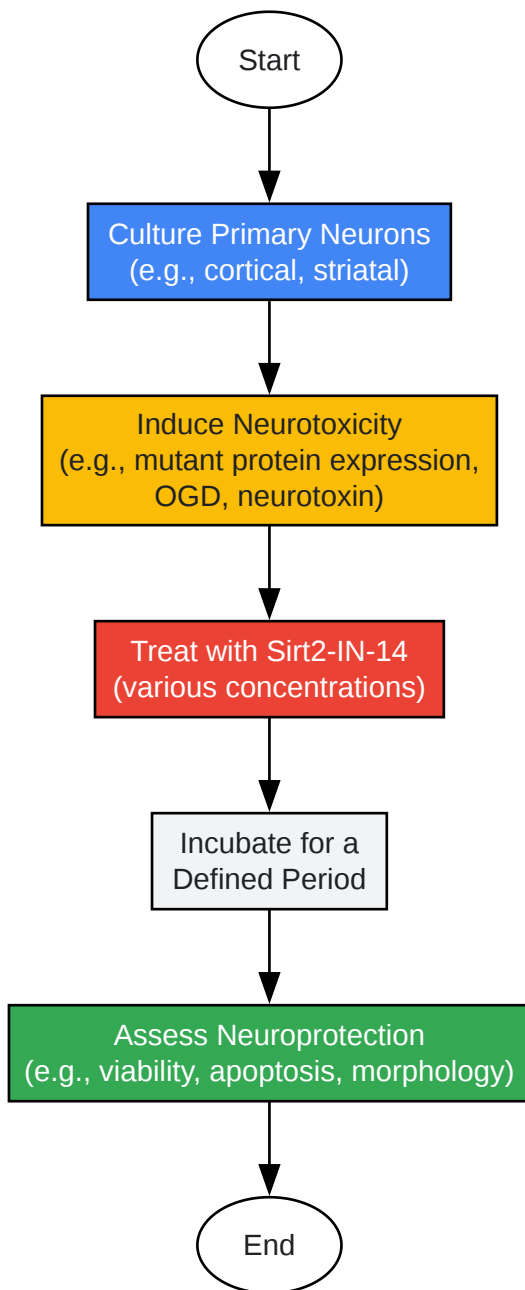 Start
Culture Primary Neurons
(e.g., cortical, striatal)
Induce Neurotoxicity
(e.g., mutant protein expression,
OGD, neurotoxin)
Treat with Sirt2-IN-14
(various concentrations)
Incubate for a
Defined Period
Assess Neuroprotection
(e.g., viability, apoptosis, morphology)
End